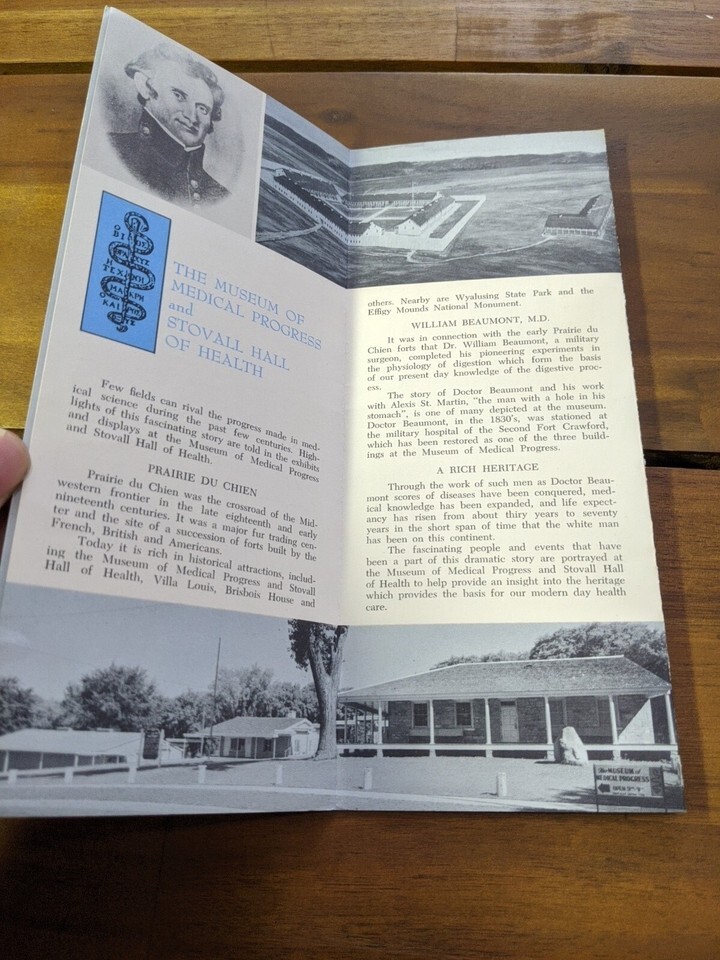 Ο
ΒΙΟΣ
ΒΡΑΧΥΣ
Η
ΤΕΧΝΗ
ΜΑΚΡΗ
Ο
ΚΑΙΡΟΣ
ΟΞΥΣ
THE MUSEUM OF
MEDICAL PROGRESS
and
STOVALL HALL
OF HEALTH
Few fields can rival the progress made in med-
ical science during the past few centuries. High-
lights of this fascinating story are told in the exhibits
and displays at the Museum of Medical Progress
and Stovall Hall of Health.
PRAIRIE DU CHIEN
Prairie du Chien was the crossroad of the Mid-
western frontier in the late eighteenth and early
nineteenth centuries. It was a major fur trading cen-
ter and the site of a succession of forts built by the
French, British and Americans.
Today it is rich in historical attractions, includ-
ing the Museum of Medical Progress and Stovall
Hall of Health, Villa Louis, Brisbois House and
others. Nearby are Wyalusing State Park and the
Effigy Mounds National Monument.
WILLIAM BEAUMONT, M.D.
It was in connection with the early Prairie du
Chien forts that Dr. William Beaumont, a military
surgeon, completed his pioneering experiments in
the physiology of digestion which form the basis
of our present day knowledge of the digestive proc-
ess.
The story of Doctor Beaumont and his work
with Alexis St. Martin, "the man with a hole in his
stomach", is one of many depicted at the museum.
Doctor Beaumont, in the 1830's, was stationed at
the military hospital of the Second Fort Crawford,
which has been restored as one of the three build-
ings at the Museum of Medical Progress.
A RICH HERITAGE
Through the work of such men as Doctor Beau-
mont scores of diseases have been conquered, med-
ical knowledge has been expanded, and life expect-
ancy has risen from about thiry years to seventy
years in the short span of time that the white man
has been on this continent.
The fascinating people and events that have
been a part of this dramatic story are portrayed at
the Museum of Medical Progress and Stovall Hall
of Health to help provide an insight into the heritage
which provides the basis for our modern day health
care.
The MUSEUM of
MEDICAL PROGRESS
OPEN